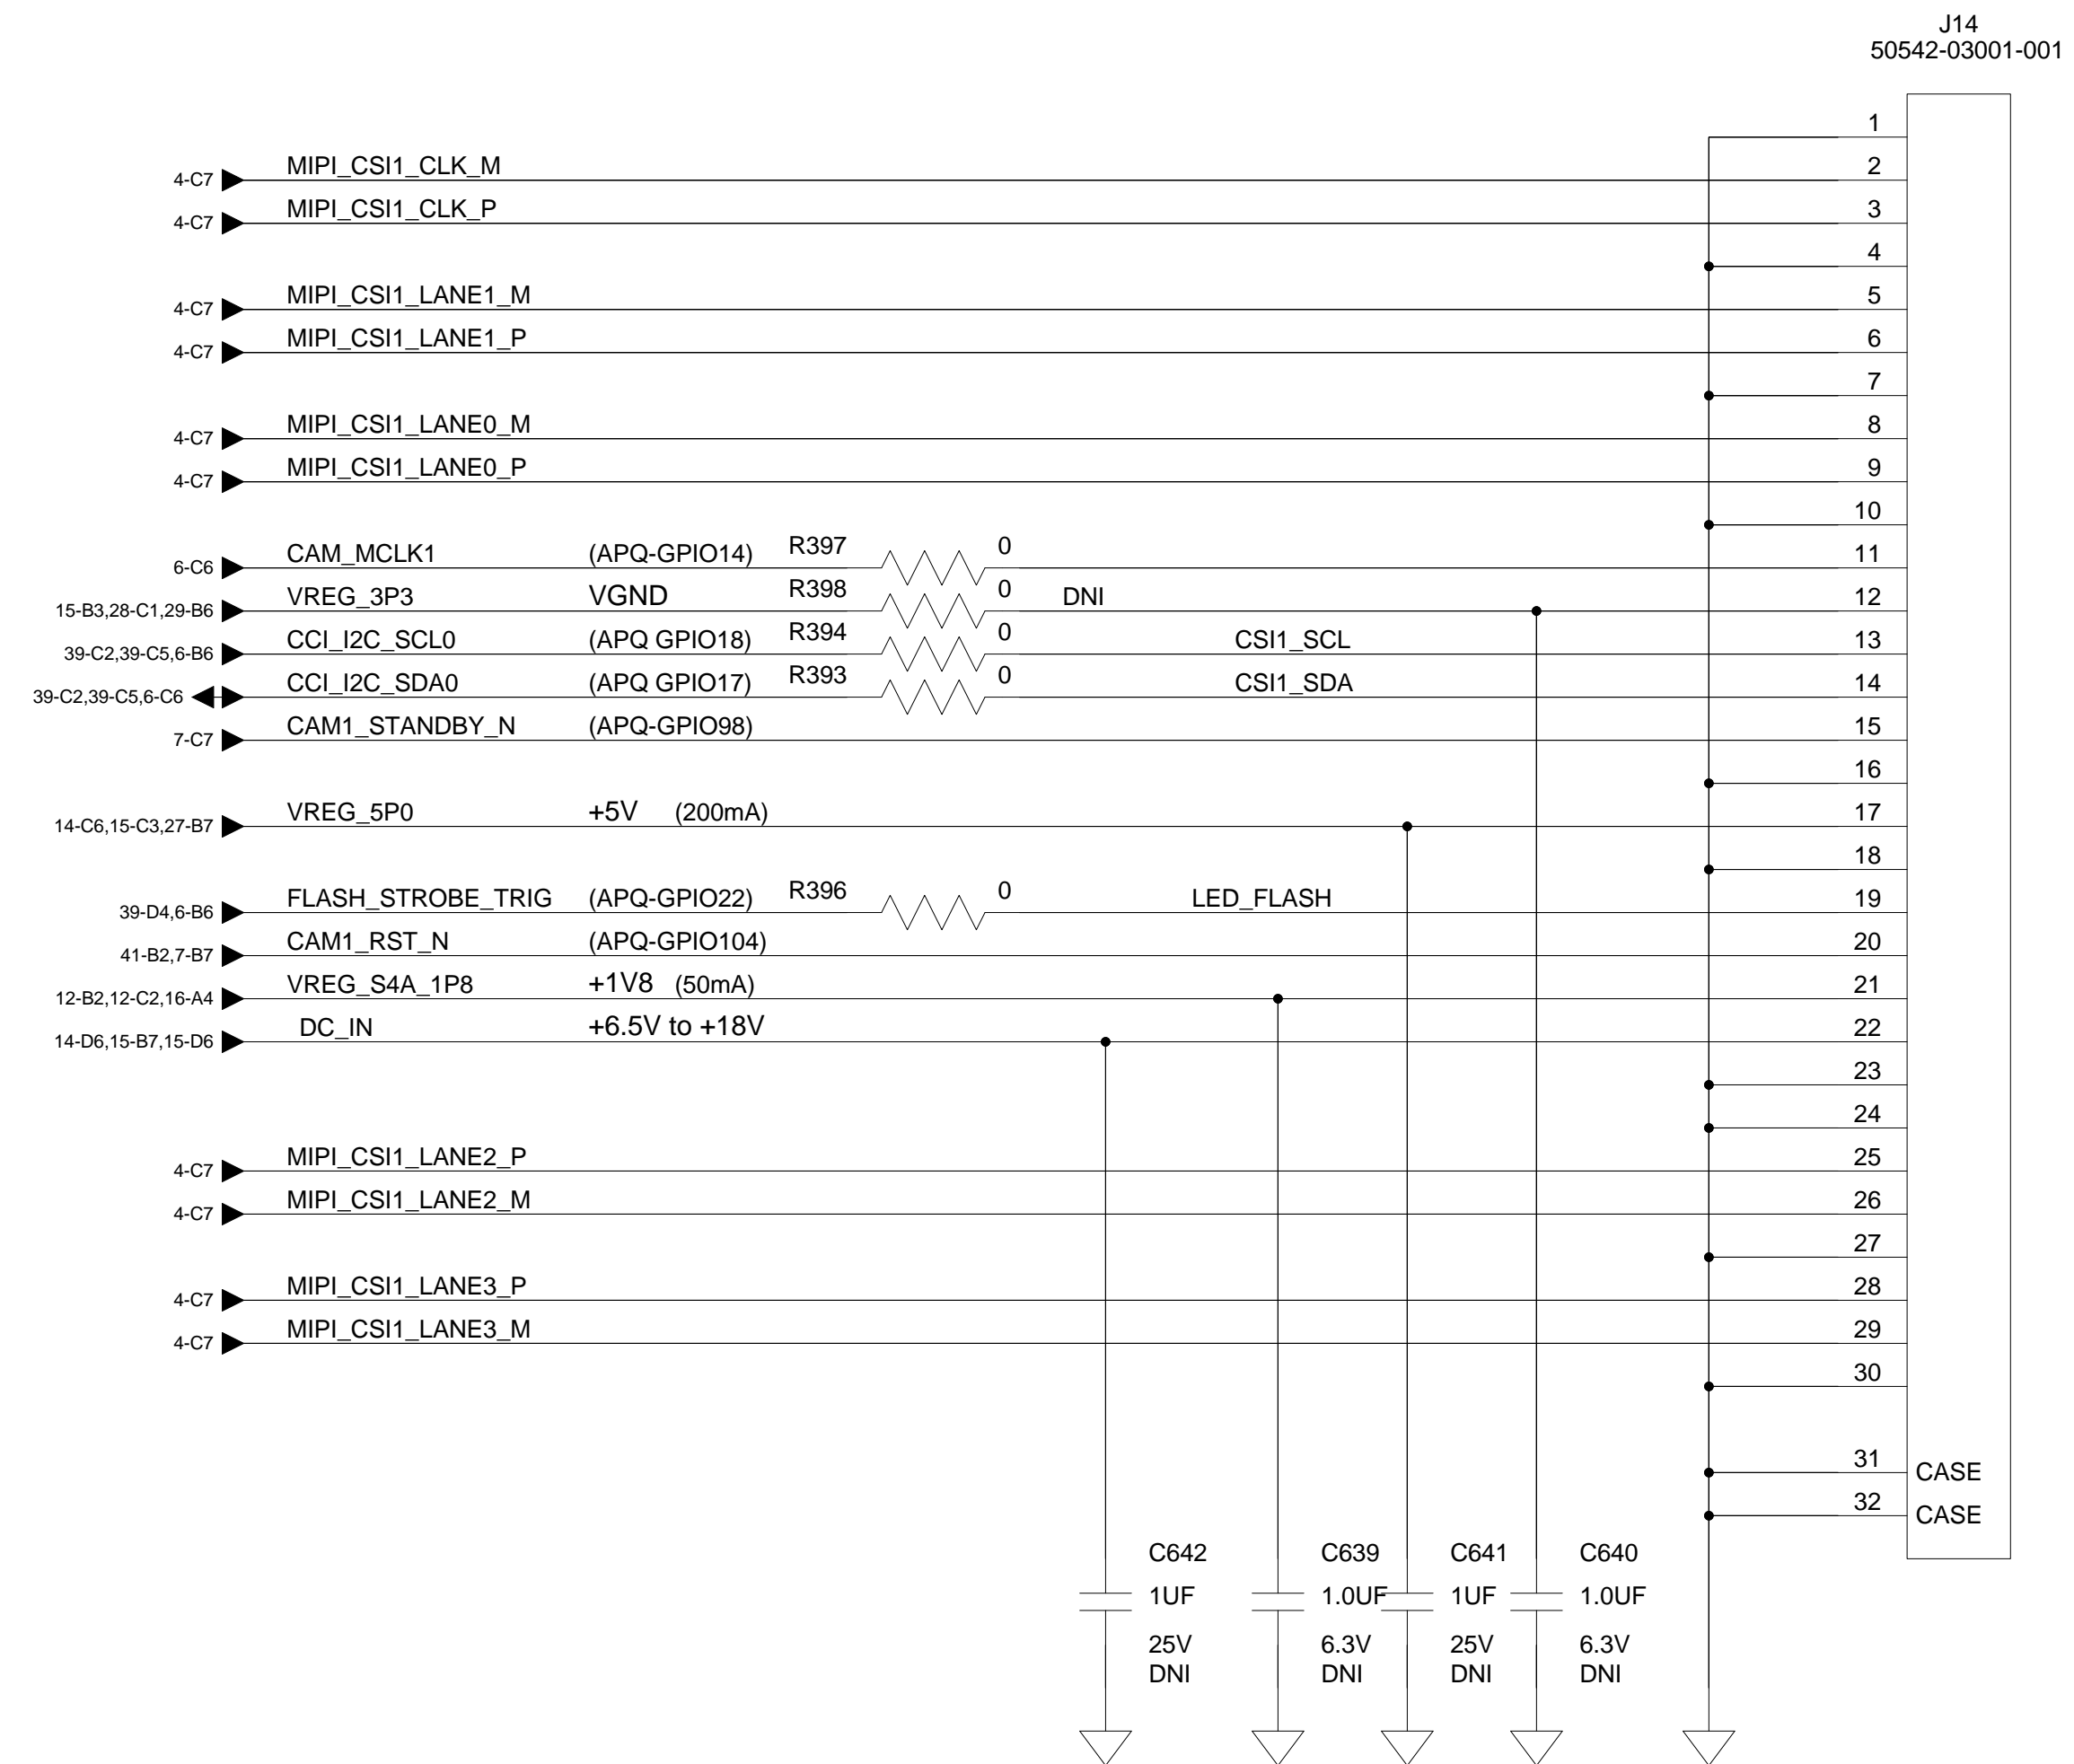 J14
50542-03001-001
1
4-C7 MIPI_CSI1_CLK_M 2
4-C7 MIPI_CSI1_CLK_P 3
4
4-C7 MIPI_CSI1_LANE1_M 5
4-C7 MIPI_CSI1_LANE1_P 6
7
4-C7 MIPI_CSI1_LANE0_M 8
4-C7 MIPI_CSI1_LANE0_P 9
10
6-C6 CAM_MCLK1 (APQ-GPIO14) R397 0 11
15-B3,28-C1,29-B6 VREG_3P3 VGND R398 0 DNI 12
39-C2,39-C5,6-B6 CCI_I2C_SCL0 (APQ GPIO18) R394 0 CSI1_SCL 13
39-C2,39-C5,6-C6 CCI_I2C_SDA0 (APQ GPIO17) R393 0 CSI1_SDA 14
7-C7 CAM1_STANDBY_N (APQ-GPIO98) 15
16
14-C6,15-C3,27-B7 VREG_5P0 +5V (200mA) 17
18
39-D4,6-B6 FLASH_STROBE_TRIG (APQ-GPIO22) R396 0 LED_FLASH 19
41-B2,7-B7 CAM1_RST_N (APQ-GPIO104) 20
12-B2,12-C2,16-A4 VREG_S4A_1P8 +1V8 (50mA) 21
14-D6,15-B7,15-D6 DC_IN +6.5V to +18V 22
23
24
4-C7 MIPI_CSI1_LANE2_P 25
4-C7 MIPI_CSI1_LANE2_M 26
27
4-C7 MIPI_CSI1_LANE3_P 28
4-C7 MIPI_CSI1_LANE3_M 29
30
31 CASE
32 CASE
C642 C639 C641 C640
1UF 1.0UF 1UF 1.0UF
25V 6.3V 25V 6.3V
DNI DNI DNI DNI